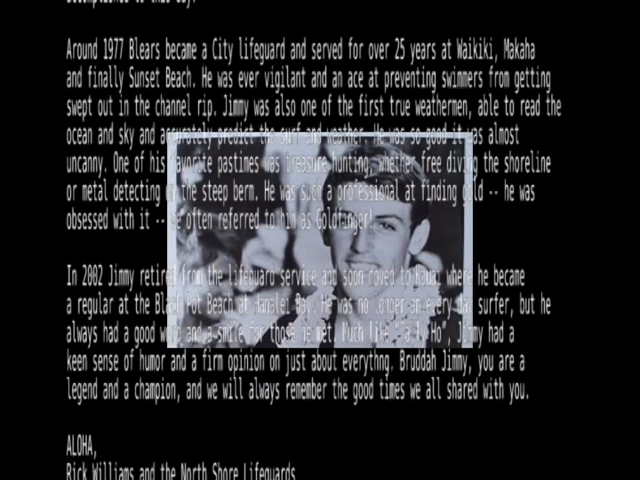 accomplished to this day.
Around 1977 Blears became a City lifeguard and served for over 25 years at Waikiki, Makaha
and finally Sunset Beach. He was ever vigilant and an ace at preventing swimmers from getting
swept out in the channel rip. Jimmy was also one of the first true weathermen, able to read the
ocean and sky and accurately predict the surf and weather. He was so good it was almost
uncanny. One of his favorite pastimes was treasure hunting, whether free diving the shoreline
or metal detecting on the steep berm. He was such a professional at finding gold -- he was
obsessed with it -- we often referred to him as Goldfinger!
In 2002 Jimmy retired from the lifeguard service and soon moved to Kauai where he became
a regular at the Black Pot Beach at Hanalei Bay. He was no longer an every-day surfer, but he
always had a good word and a smile for those he met. Much like Ho", Jimmy had a
keen sense of humor and a firm opinion on just about everythng. Bruddah Jimmy, you are a
legend and a champion, and we will always remember the good times we all shared with you.
ALOHA,
Rick Williams and the North Shore Lifeguards